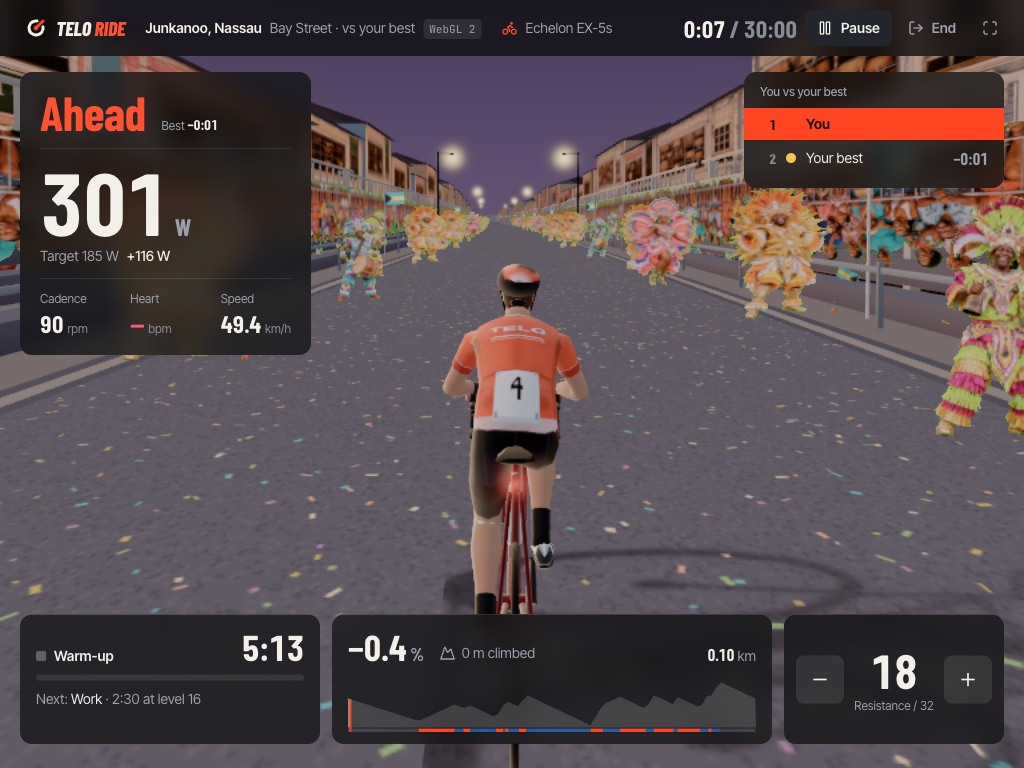 TELO RIDE Junkanoo, Nassau Bay Street · vs your best WebGL 2 Echelon EX-5s 0:07 / 30:00 Pause End
Ahead Best −0:01
301 W
Target 185 W +116 W
Cadence Heart Speed
90 rpm – bpm 49.4 km/h
You vs your best
1 You
2 Your best −0:01
TELO
4
Warm-up 5:13
Next: Work · 2:30 at level 16
−0.4 % 0 m climbed 0.10 km
− 18 +
Resistance / 32